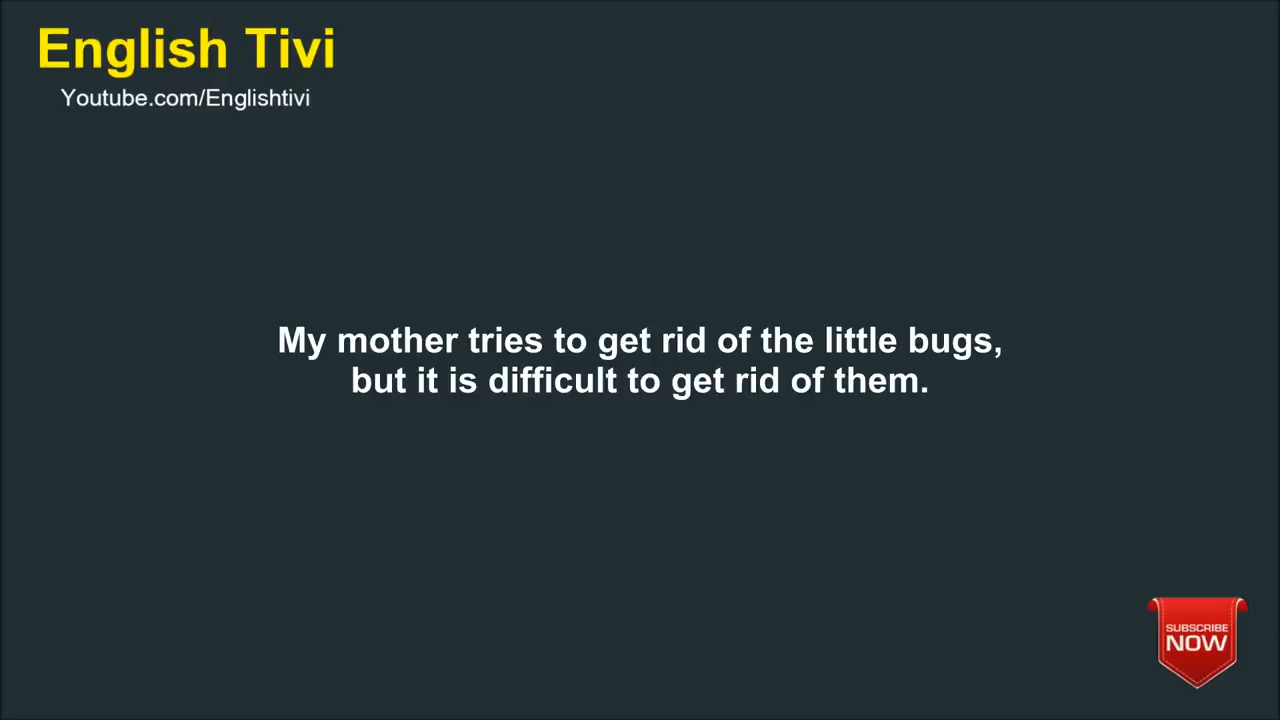 English Tivi
Youtube.com/Englishtivi
My mother tries to get rid of the little bugs,
but it is difficult to get rid of them.
SUBSCRIBE
NOW